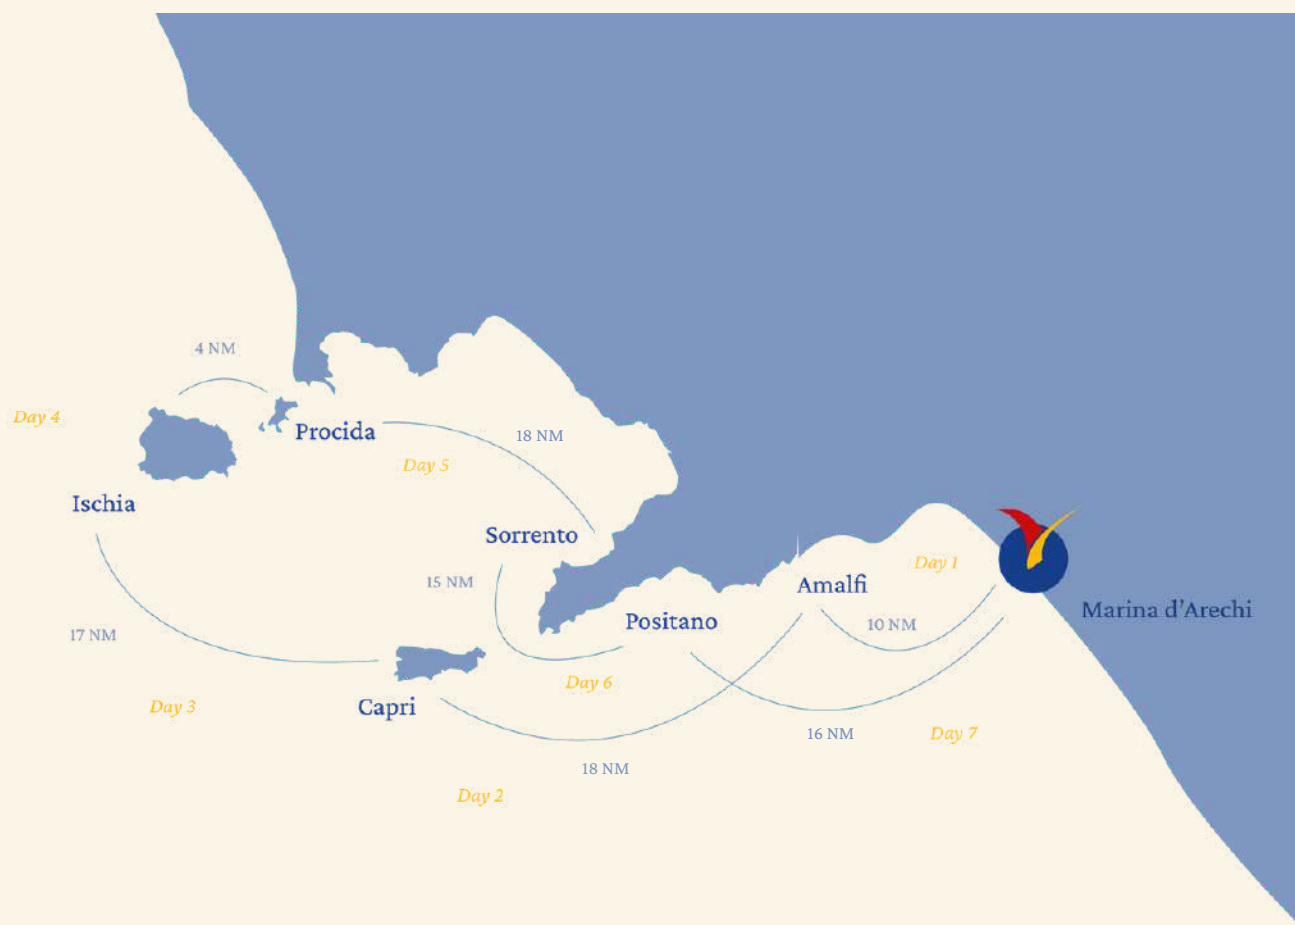 4 NM
Day 4
Procida
18 NM
Day 5
Ischia
Sorrento
Day 1
15 NM
Amalfi
Marina d'Arechi
Positano
10 NM
17 NM
Day 6
Day 3
Capri
16 NM
Day 7
18 NM
Day 2